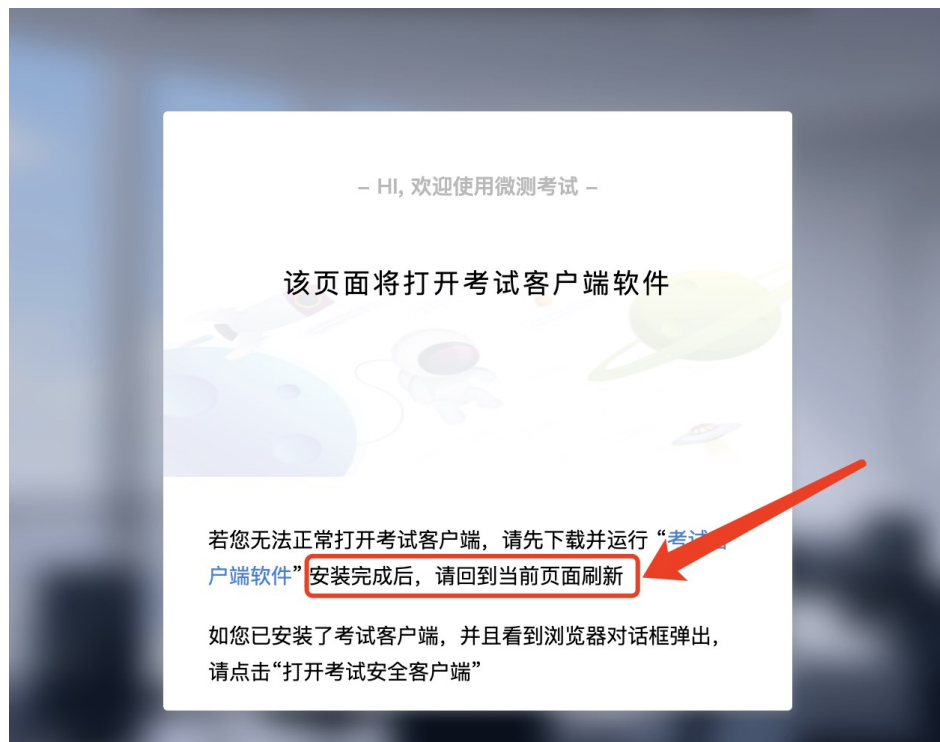 – HI, 欢迎使用微测考试 –
该页面将打开考试客户端软件
若您无法正常打开考试客户端，请先下载并运行 “考试客
户端软件” 安装完成后，请回到当前页面刷新
如您已安装了考试客户端，并且看到浏览器对话框弹出，
请点击“打开考试安全客户端”